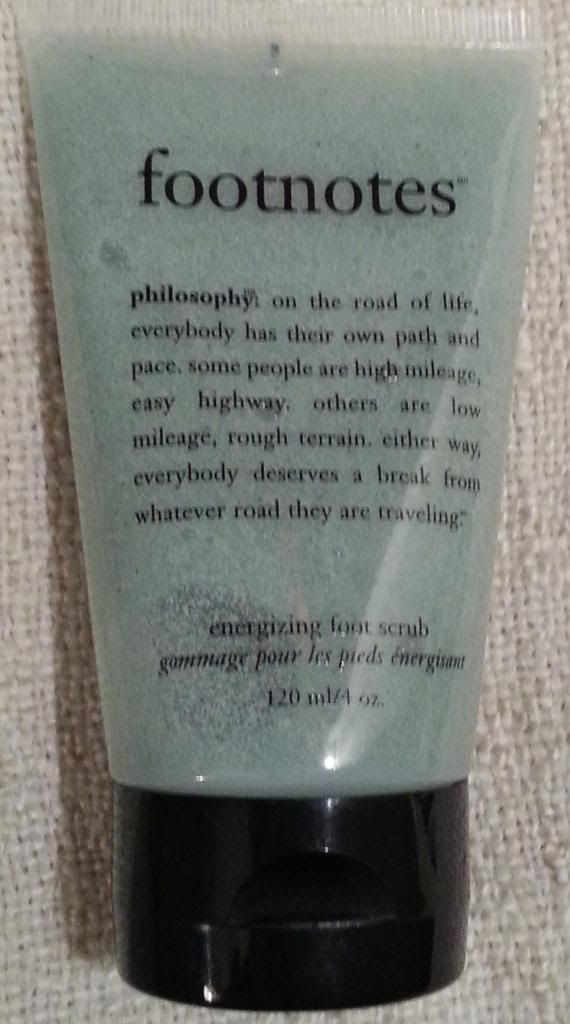 footnotes™
philosophy: on the road of life,
everybody has their own path and
pace. some people are high mileage,
easy highway. others are low
mileage, rough terrain. either way,
everybody deserves a break from
whatever road they are traveling.™
energizing foot scrub
gommage pour les pieds énergisant
120 ml/4 oz.